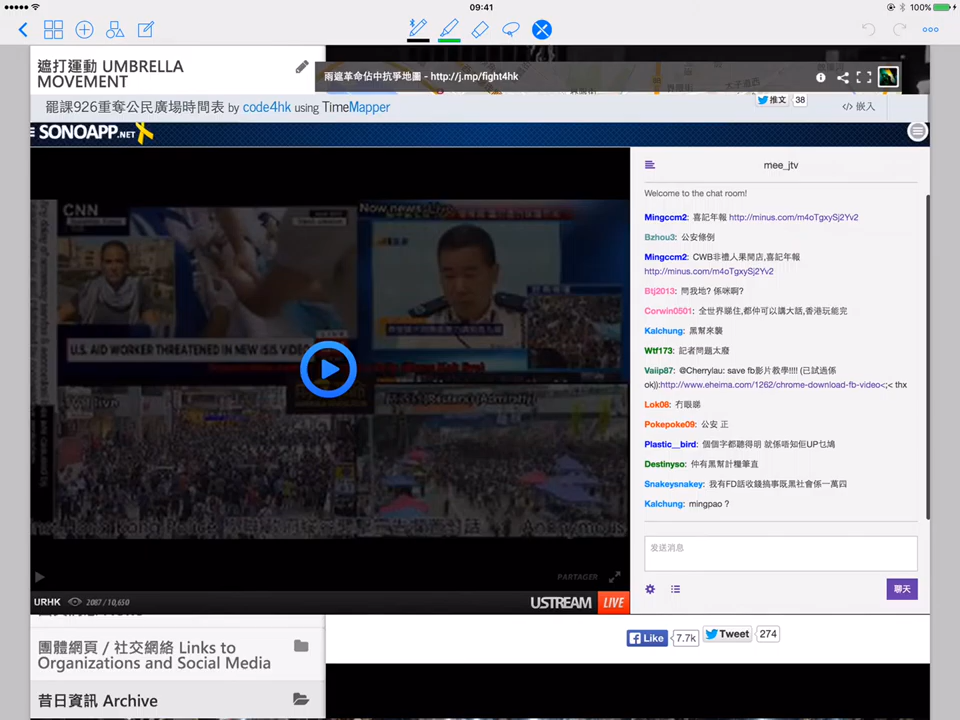 09:41
100%
遮打運動 UMBRELLA
MOVEMENT
雨遮革命佔中抗爭地圖 - http://j.mp/fight4hk
罷課926重奪公民廣場時間表 by code4hk using TimeMapper
推文 38
</> 嵌入
SONOAPP.NET
CNN
Now news - Live
U.S. AID WORKER THREATENED IN NEW ISIS VIDEO
You live
Anonymous
PARTAGER
URHK 2087 / 10,650
USTREAM LIVE
mee_jtv
Welcome to the chat room!
Mingccm2: 喜記年報 http://minus.com/m4oTgxySj2Yv2
Bzhou3: 公安條例
Mingccm2: CWB非禮人果間店,喜記年報
http://minus.com/m4oTgxySj2Yv2
Btj2013: 問我地? 係咪啊?
Corwin0501: 全世界睇住,都仲可以講大話,香港玩能完
Kalchung: 黑幫來襲
Wtf173: 記者問題太廢
Vaiip87: @Cherrylau: save fb影片教學!!!! (已試過係
ok)):http://www.eheima.com/1262/chrome-download-fb-video<;< thx
Lok08: 冇眼睇
Pokepoke09: 公安 正
Plastic__bird: 個個字都聽得明 就係唔知佢UP乜鳩
Destinyso: 仲有黑幫計糧筆直
Snakeysnakey: 我有FD話收錢搞事既黑社會係一萬四
Kalchung: mingpao ?
发送消息
聊天
Like 7.7k Tweet 274
團體網頁 / 社交網絡 Links to
Organizations and Social Media
昔日資訊 Archive